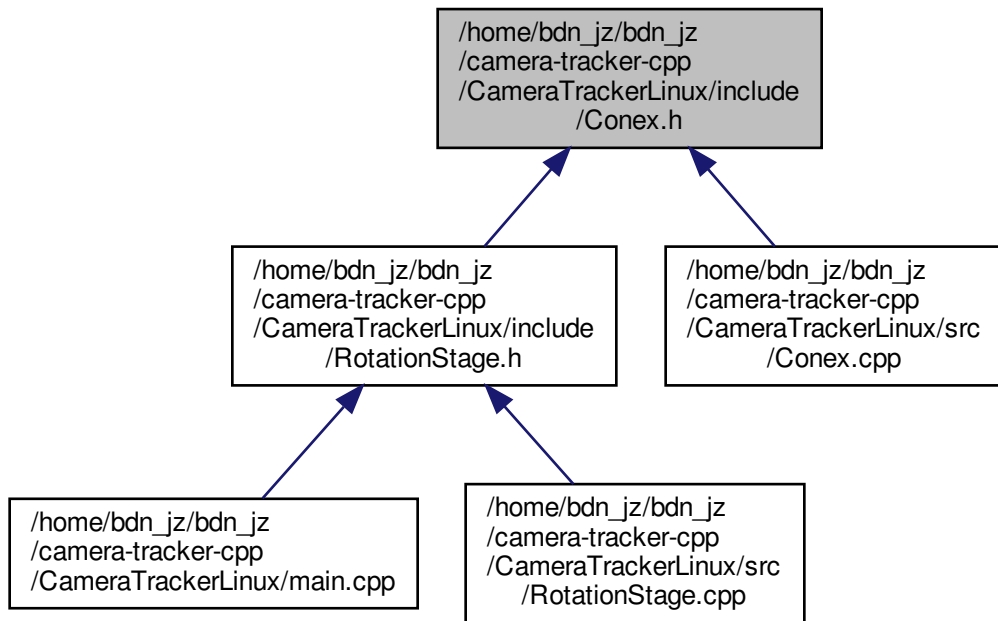 /home/bdn_jz/bdn_jz
/camera-tracker-cpp
/CameraTrackerLinux/include
/Conex.h
/home/bdn_jz/bdn_jz
/camera-tracker-cpp
/CameraTrackerLinux/include
/RotationStage.h
/home/bdn_jz/bdn_jz
/camera-tracker-cpp
/CameraTrackerLinux/src
/Conex.cpp
/home/bdn_jz/bdn_jz
/camera-tracker-cpp
/CameraTrackerLinux/main.cpp
/home/bdn_jz/bdn_jz
/camera-tracker-cpp
/CameraTrackerLinux/src
/RotationStage.cpp